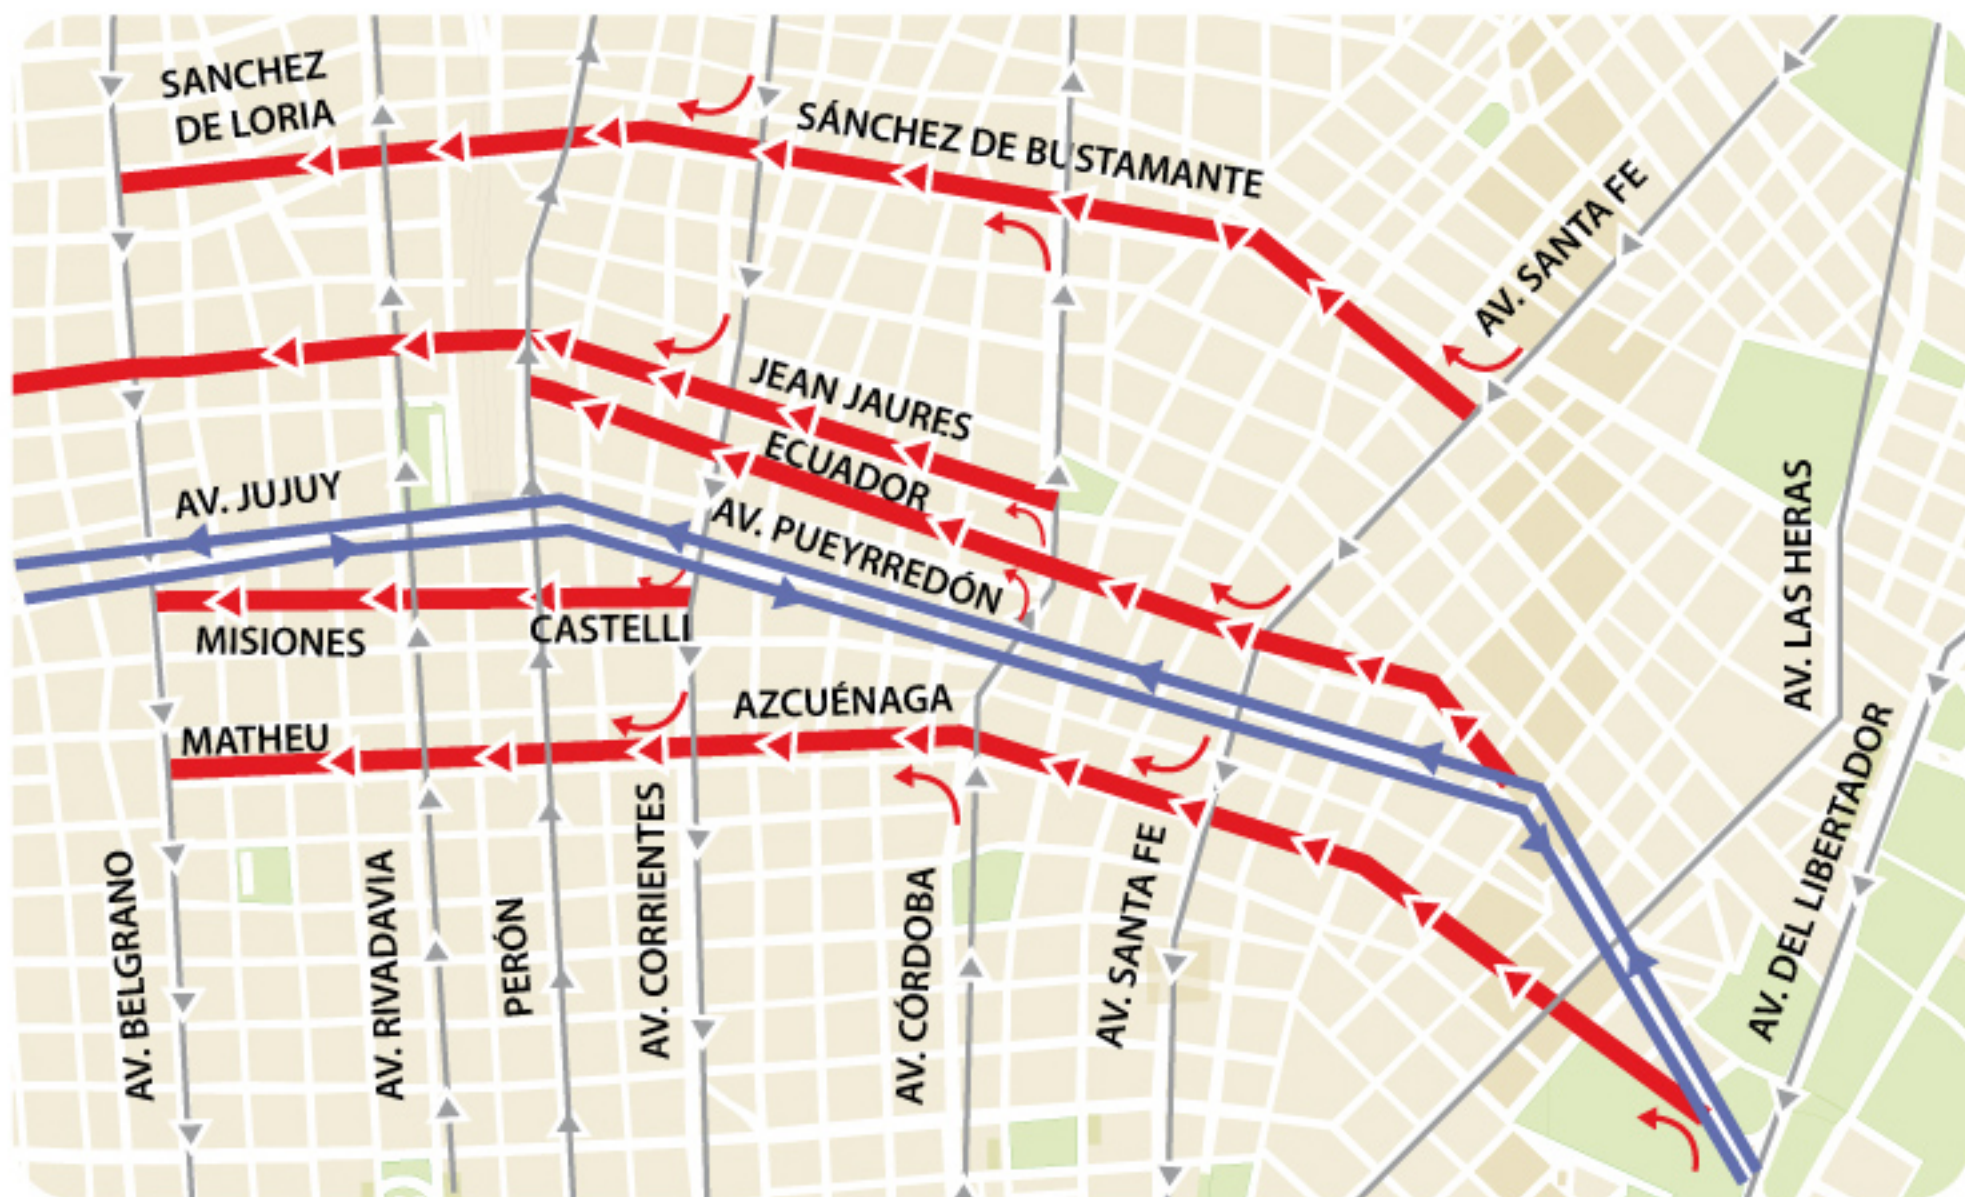 SANCHEZ
DE LORIA
SÁNCHEZ DE BUSTAMANTE
AV. SANTA FE
JEAN JAURES
ECUADOR
AV. JUJUY
AV. PUEYRREDÓN
AV. LAS HERAS
MISIONES
CASTELLI
AZCUÉNAGA
MATHEU
AV. BELGRANO
AV. RIVADAVIA
PERÓN
AV. CORRIENTES
AV. CÓRDOBA
AV. SANTA FE
AV. DEL LIBERTADOR